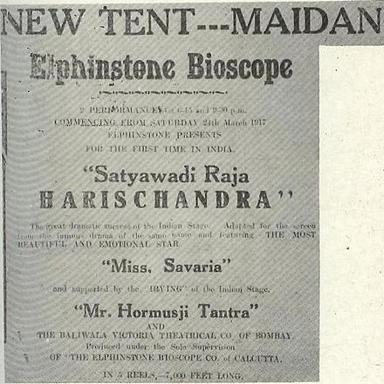 NEW TENT---MAIDAN
Elphinstone Bioscope
2 PERFORMANCES at 6-15 and 9-30 p.m.
COMMENCING FROM SATURDAY 24th March 1917
ELPHINSTONE PRESENTS
FOR THE FIRST TIME IN INDIA.
"Satyawadi Raja
HARISCHANDRA"
The great dramatic success of the Indian Stage. Adapted for the screen
from the famous drama of the same name and featuring THE MOST
BEAUTIFUL AND EMOTIONAL STAR
"Miss, Savaria"
and supported by the "IRVING" of the Indian Stage.
"Mr. Hormusji Tantra"
AND
THE BALIWALA VICTORIA THEATRICAL CO. OF BOMBAY.
Produced under the Sole Supervision
OF "THE ELPHINSTONE BIOSCOPE CO. of CALCUTTA.
IN 5 REELS,—7,000 FEET LONG.